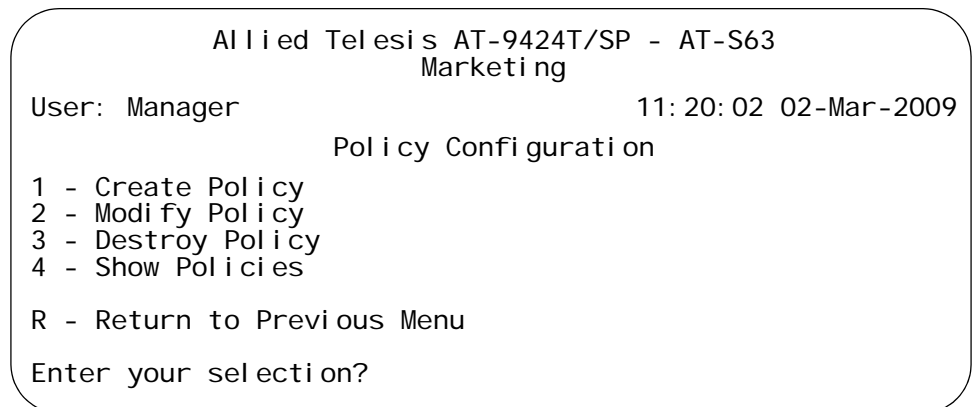 Allied Telesis AT-9424T/SP - AT-S63
Marketing
User: Manager 11:20:02 02-Mar-2009
Policy Configuration
1 - Create Policy
2 - Modify Policy
3 - Destroy Policy
4 - Show Policies
R - Return to Previous Menu
Enter your selection?